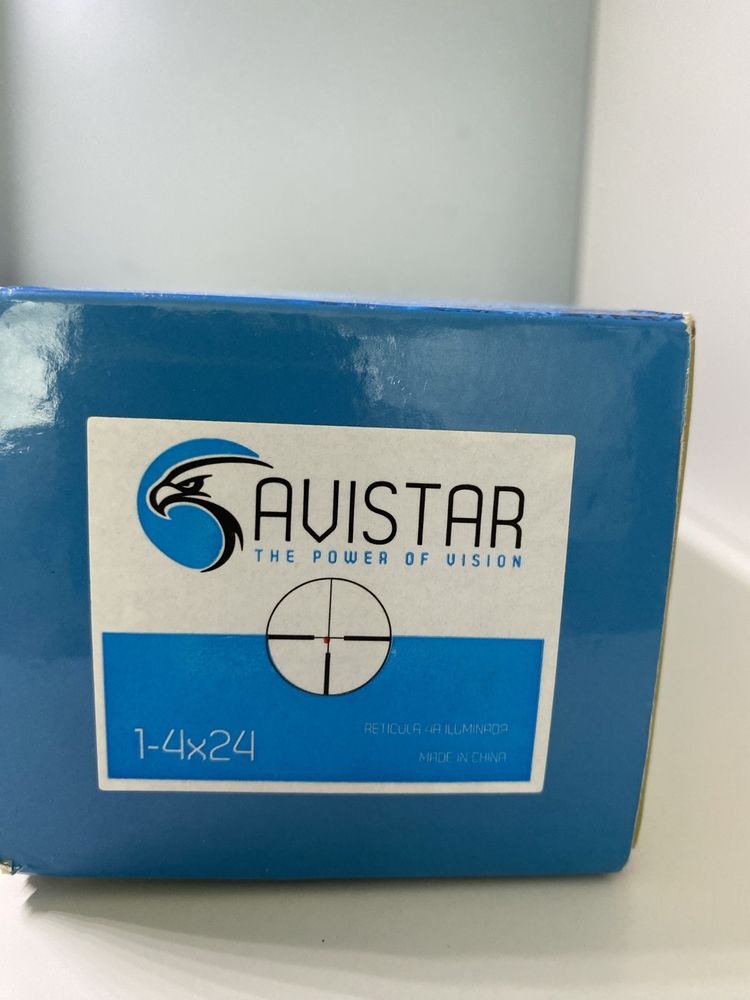 AVISTAR
THE POWER OF VISION
1-4x24
RETICULA 4A ILUMINADA
MADE IN CHINA